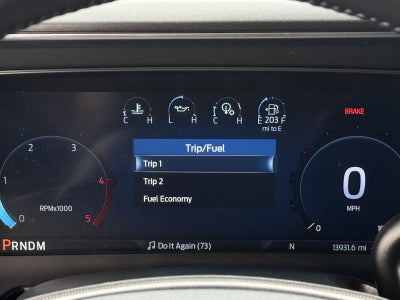 C H L H C H E F
203
mi to E
BRAKE
Trip/Fuel
Trip 1
Trip 2
Fuel Economy
1 2 3 4 5
RPMx1000
0
MPH
0
PRNDM
Do it Again (73)
N
13931.6 mi